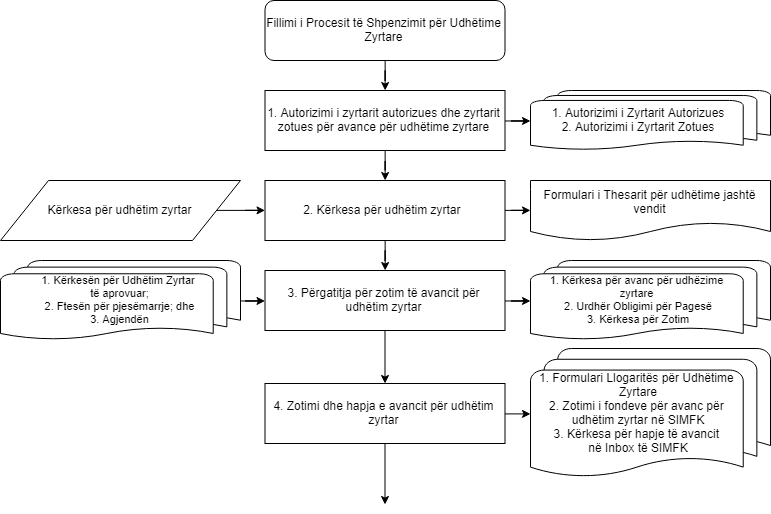 Fillimi i Procesit të Shpenzimit për Udhëtime
Zyrtare
1. Autorizimi i zyrtarit autorizues dhe zyrtarit
zotues për avance për udhëtime zyrtare
1. Autorizimi i Zyrtarit Autorizues
2. Autorizimi i Zyrtarit Zotues
Kërkesa për udhëtim zyrtar
2. Kërkesa për udhëtim zyrtar
Formulari i Thesarit për udhëtime jashtë
vendit
1. Kërkesën për Udhëtim Zyrtar
të aprovuar;
2. Ftesën për pjesëmarrje; dhe
3. Agjendën
3. Përgatitja për zotim të avancit për
udhëtim zyrtar
1. Kërkesa për avanc për udhëzime
zyrtare
2. Urdhër Obligimi për Pagesë
3. Kërkesa për Zotim
4. Zotimi dhe hapja e avancit për udhëtim
zyrtar
1. Formulari Llogaritës për Udhëtime
Zyrtare
2. Zotimi i fondeve për avanc për
udhëtim zyrtar në SIMFK
3. Kërkesa për hapje të avancit
në Inbox të SIMFK